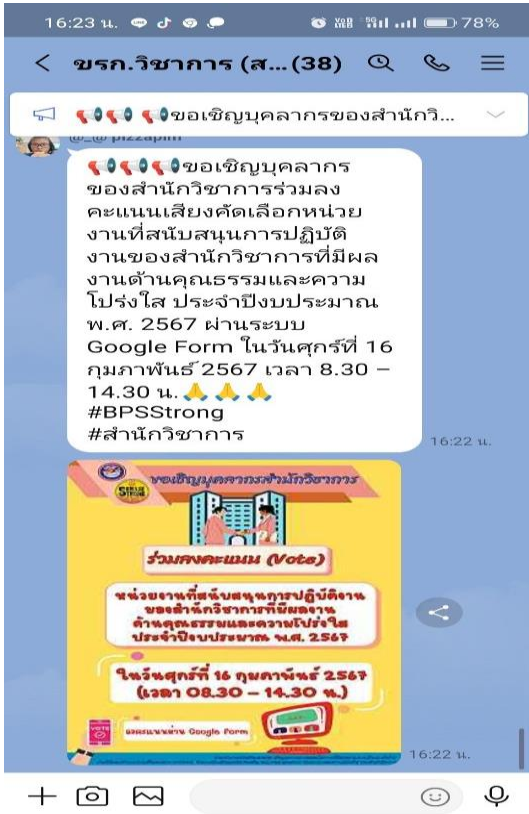 16:23 น. 78%
ขรก.วิชาการ (ส... (38)
ขอเชิญบุคลากรของสำนักวิ...
@_@ pizzapim
ขอเชิญบุคลากร
ของสำนักวิชาการร่วมลง
คะแนนเสียงคัดเลือกหน่วย
งานที่สนับสนุนการปฏิบัติ
งานของสำนักวิชาการที่มีผล
งานด้านคุณธรรมและความ
โปร่งใส ประจำปีงบประมาณ
พ.ศ. 2567 ผ่านระบบ
Google Form ในวันศุกร์ที่ 16
กุมภาพันธ์ 2567 เวลา 8.30 –
14.30 น.
#BPSStrong
#สำนักวิชาการ
16:22 น.
ขอเชิญบุคลากรสำนักวิชาการ
ร่วมลงคะแนน (Vote)
หน่วยงานที่สนับสนุนการปฏิบัติงาน
ของสำนักวิชาการที่มีผลงาน
ด้านคุณธรรมและความโปร่งใส
ประจำปีงบประมาณ พ.ศ. 2567
ในวันศุกร์ที่ 16 กุมภาพันธ์ 2567
(เวลา 08.30 – 14.30 น.)
VOTE
ลงคะแนนผ่าน Google Form
16:22 น.